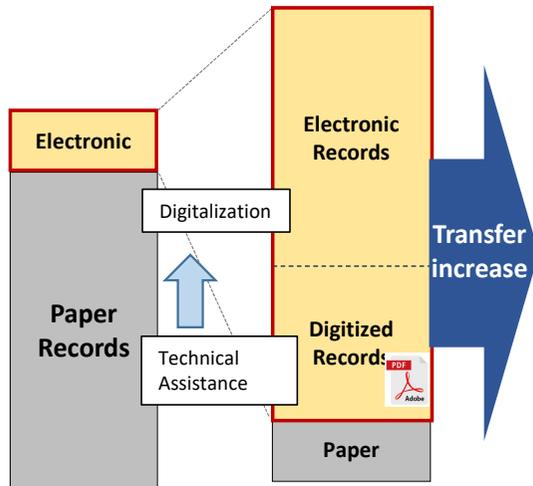 Electronic
Paper
Records
Digitalization
Technical
Assistance
Electronic
Records
Digitized
Records
PDF
Adobe
Paper
Transfer
increase